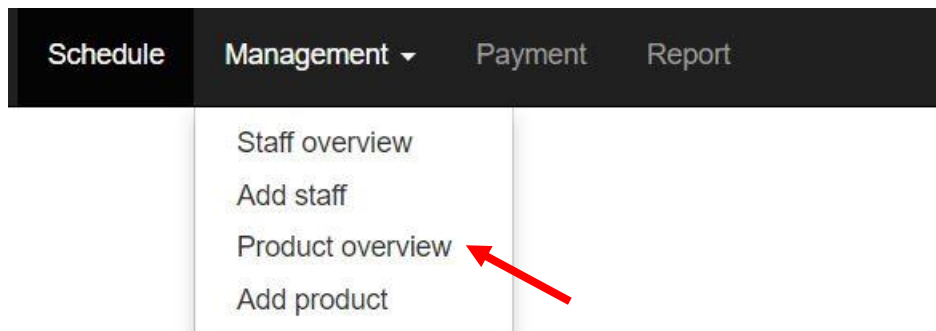 Schedule Management Payment Report
Staff overview
Add staff
Product overview
Add product